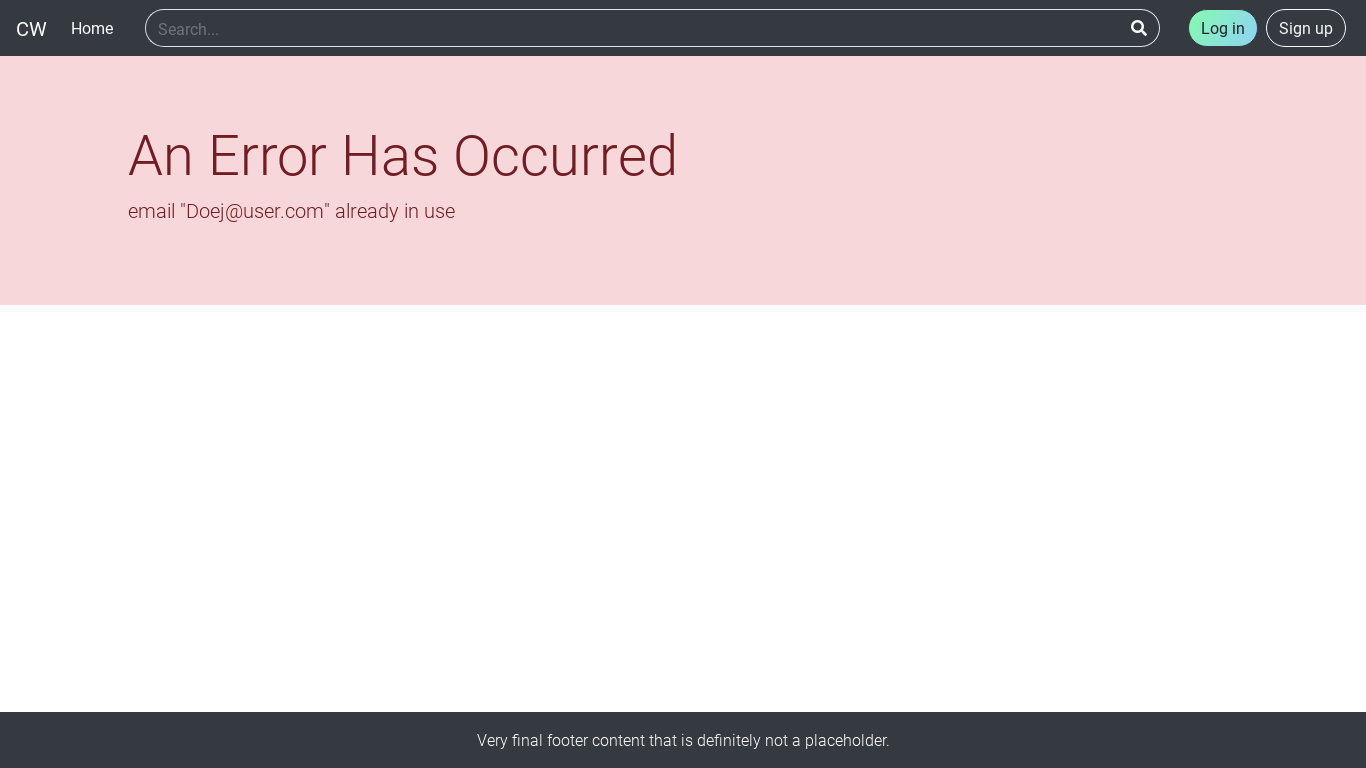 CW Home Search... Log in Sign up
An Error Has Occurred
email "Doej@user.com" already in use
Very final footer content that is definitely not a placeholder.